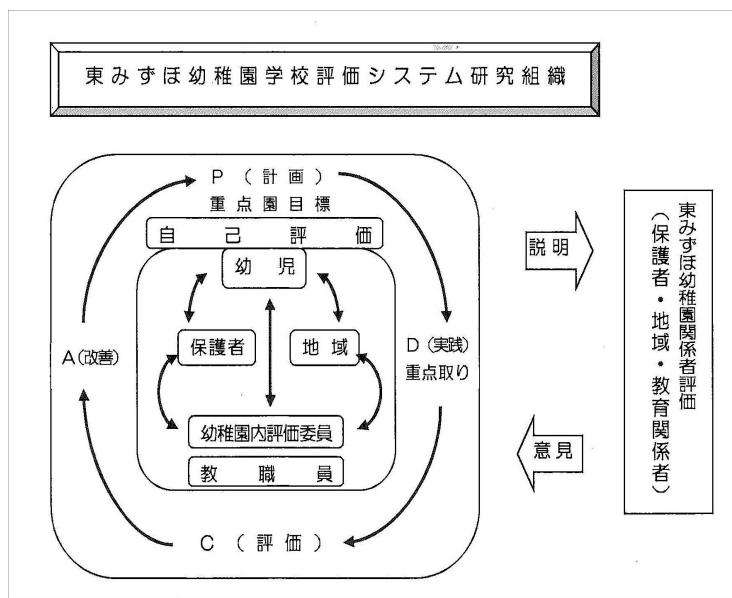 東みずほ幼稚園学校評価システム研究組織
P(計画)
重点園目標
自己評価
幼児
保護者
地域
A(改善)
D(実践)
重点取り
幼稚園内評価委員
教職員
C(評価)
説明
意見
東みずほ幼稚園関係者評価
(保護者・地域・教育関係者)